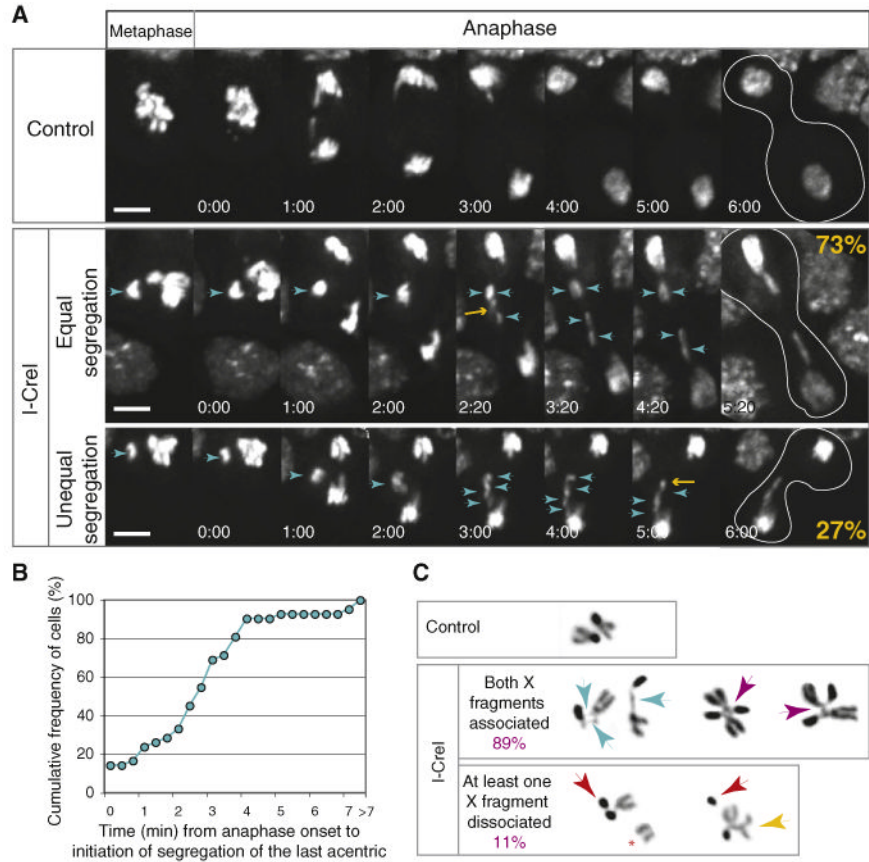 A
Metaphase Anaphase
Control
0:00 1:00 2:00 3:00 4:00 5:00 6:00
I-CreI
Equal
segregation
73%
0:00 1:00 2:00 2:20 3:20 4:20 5:20
Unequal
segregation
0:00 1:00 2:00 3:00 4:00 5:00 6:00
27%
B
Cumulative frequency of cells (%)
100
80
60
40
20
0
0 1 2 3 4 5 6 7 >7
Time (min) from anaphase onset to
initiation of segregation of the last acentric
C
Control
I-CreI
Both X
fragments
associated
89%
At least one
X fragment
dissociated
11%
*